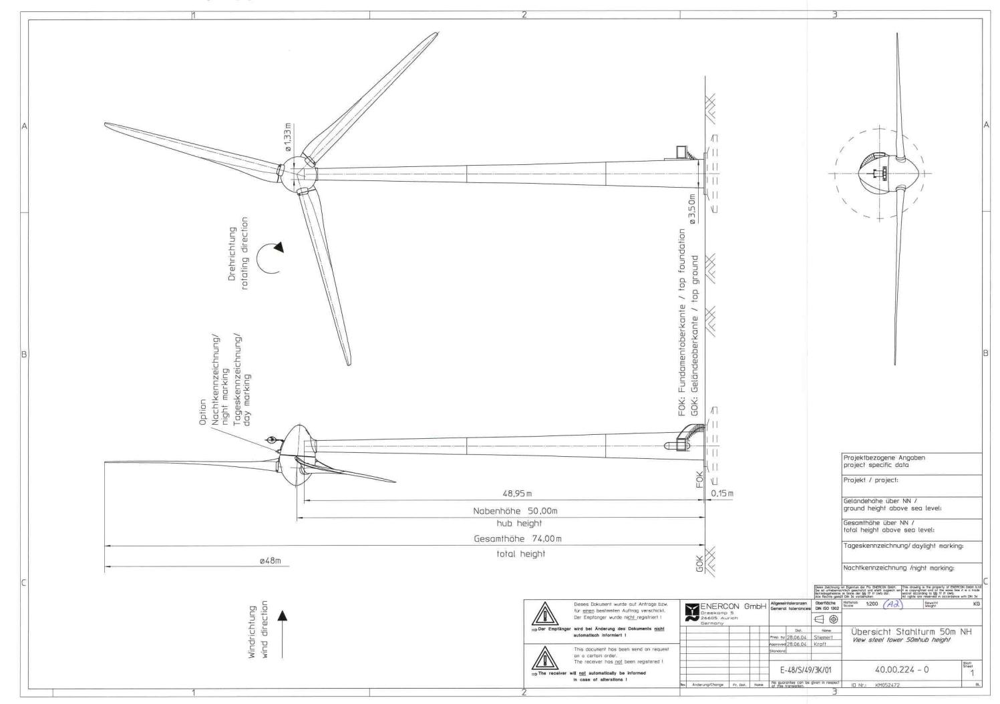 1
2
3
A
A
ø 1,33m
ø 3,50m
Drehrichtung
rotating direction
FOK: Fundamentoberkante / top foundation
GOK: Geländeoberkante / top ground
B
B
Option
Nachtkennzeichnung/
night marking
Tageskennzeichnung/
day marking
FOK
48,95m
0,15m
Nabenhöhe 50,00m
hub height
Gesamthöhe 74,00m
total height
ø48m
GOK
C
C
Windrichtung
wind direction
Projektbezogene Angaben
project specific data
Projekt / project:
Geländehöhe über NN /
ground height above sea level:
Gesamthöhe über NN /
total height above sea level:
Tageskennzeichnung/ daylight marking:
Nachtkennzeichnung /night marking:
Dieses Dokument wurde auf Anfrage bzw.
für einen bestimmten Auftrag verschickt.
Der Empfänger wurde nicht registriert !
⇒ Der Empfänger wird bei Änderung des Dokuments nicht
automatisch informiert !
This document has been send on request
on a certain order.
The receiver has not been registered !
⇒ The receiver will not automatically be informed
in case of alterations !
ENERCON GmbH
Dreekamp 5
26605 Aurich
Germany
Allgemeintoleranzen
General tolerances
Oberfläche
DIN ISO 1302
Maßstab
Scale
1:200
(A2)
Gewicht
Weight
KG
Dat.
Name
Prep. by 28.06.04 Stiemert
Approved 28.06.04 Kraft
Standard
Übersicht Stahlturm 50m NH
View steel tower 50mhub height
E-48/S/49/3K/01
40.00.224 - 0
Blatt
Sheet
1
Rev. Änderung/Change Fr. Dat. Name
No guarantee can be given in respect
of this translation.
ID Nr.: KM052472
BL
1
2
3